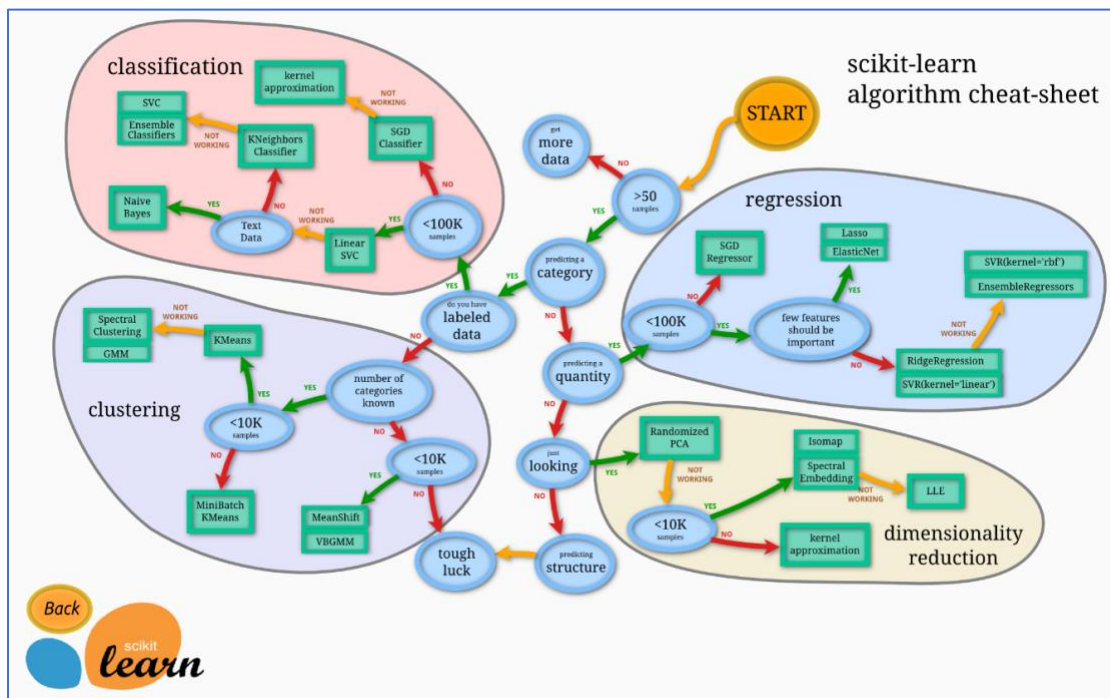 scikit-learn
algorithm cheat-sheet
START
get
more
data
NO
>50
samples
YES
predicting a
category
YES
NO
do you have
labeled
data
YES
NO
predicting a
quantity
YES
NO
just
looking
YES
NO
predicting
structure
tough
luck
classification
kernel
approximation
NOT
WORKING
SGD
Classifier
NO
<100K
samples
YES
Linear
SVC
NOT
WORKING
Text
Data
YES
Naive
Bayes
NO
KNeighbors
Classifier
NOT
WORKING
SVC
Ensemble
Classifiers
regression
<100K
samples
NO
SGD
Regressor
YES
few features
should be
important
YES
Lasso
ElasticNet
NO
RidgeRegression
SVR(kernel='linear')
NOT
WORKING
SVR(kernel='rbf')
EnsembleRegressors
clustering
number of
categories
known
YES
NO
<10K
samples
YES
KMeans
NOT
WORKING
Spectral
Clustering
GMM
NO
MiniBatch
KMeans
<10K
samples
YES
MeanShift
VBGMM
NO
dimensionality
reduction
Randomized
PCA
NOT
WORKING
<10K
samples
YES
Isomap
Spectral
Embedding
NOT
WORKING
LLE
NO
kernel
approximation
Back
scikit
learn